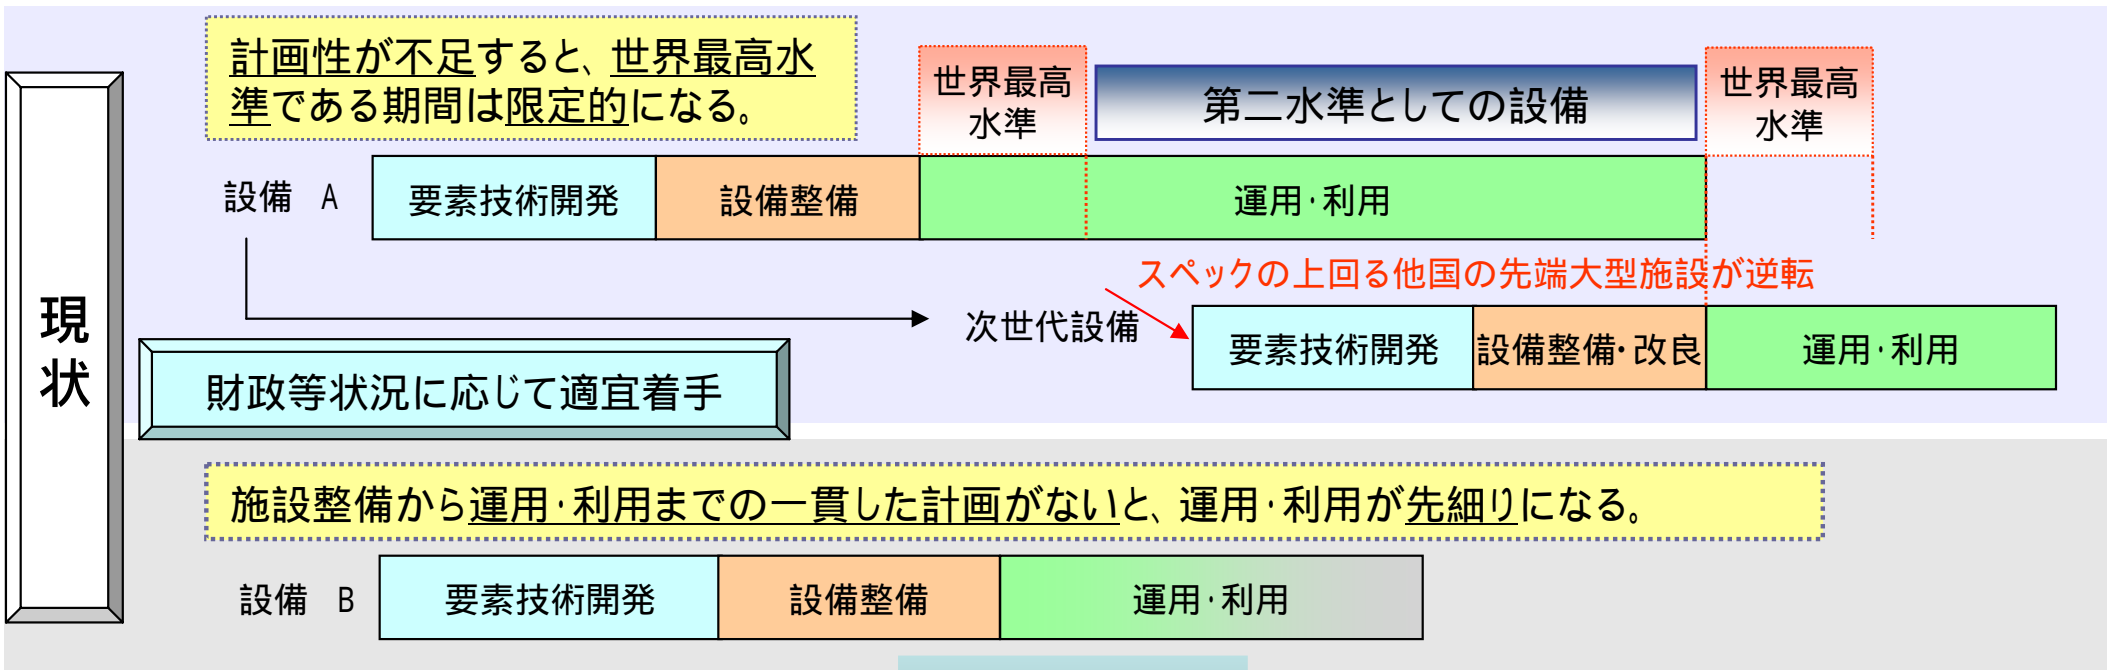 計画性が不足すると、世界最高水
準である期間は限定的になる。
世界最高
水準
第二水準としての設備
世界最高
水準
設備 A
要素技術開発
設備整備
運用・利用
スペックの上回る他国の先端大型施設が逆転
次世代設備
要素技術開発
設備整備・改良
運用・利用
現
状
財政等状況に応じて適宜着手
施設整備から運用・利用までの一貫した計画がないと、運用・利用が先細りになる。
設備 B
要素技術開発
設備整備
運用・利用